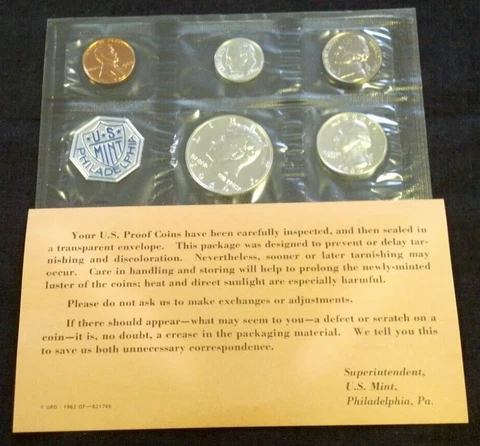 U·S
MINT
PHILADELPHIA
Your U.S. Proof Coins have been carefully inspected, and then sealed in
a transparent envelope. This package was designed to prevent or delay tar-
nishing and discoloration. Nevertheless, sooner or later tarnishing may
occur. Care in handling and storing will help to prolong the newly-minted
luster of the coins; heat and direct sunlight are especially harmful.
Please do not ask us to make exchanges or adjustments.
If there should appear—what may seem to you—a defect or scratch on a
coin—it is, no doubt, a crease in the packaging material. We tell you this
to save us both unnecessary correspondence.
Superintendent,
U.S. Mint,
Philadelphia, Pa.